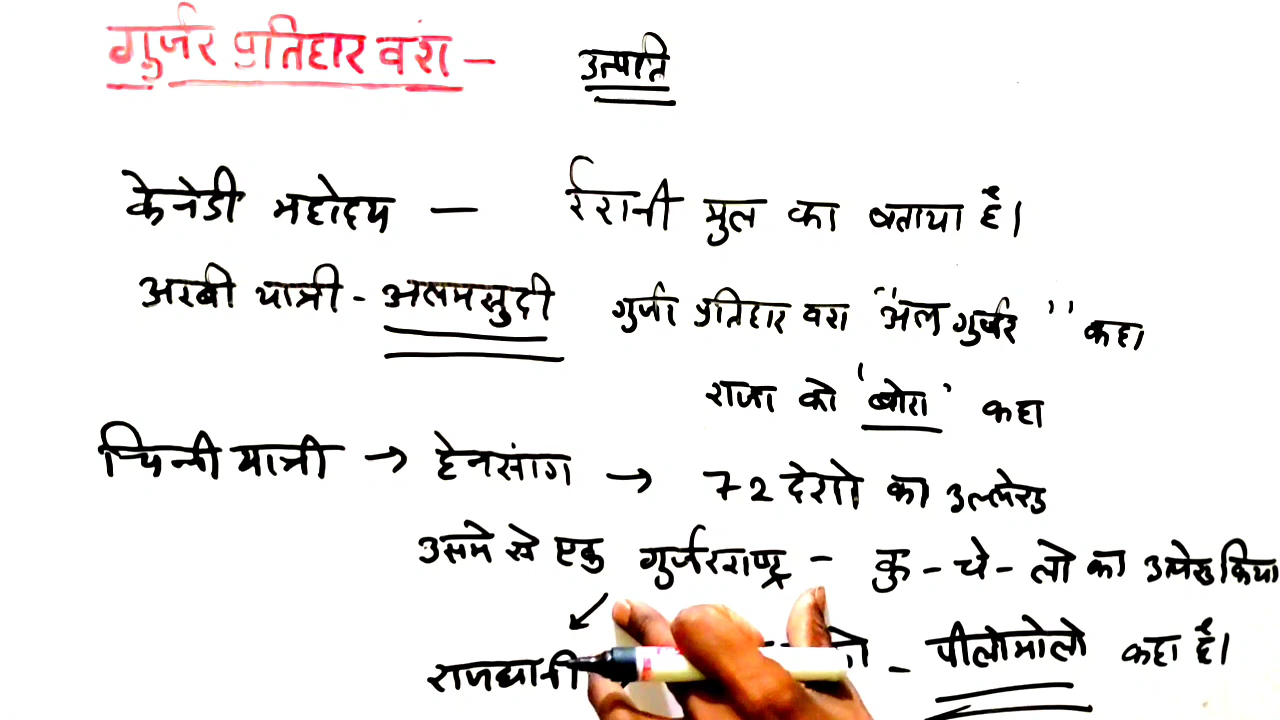 गुर्जर प्रतिहार वंश - उत्पति
केनेडी महोदय - ईरानी मुल का बताया है।
अरबी यात्री - अलमसुदी गुर्जर प्रतिहार वंश "अल गुर्जर" कहा
राजा को 'बोरा' कहा
चिनी यात्री → हेनसांग → 72 देशो का उल्लेख
उसमे से एक गुर्जरराष्ट्र - कु - चे - लो का उल्लेख किया
राजधानी - पीलोमोलो कहा है।